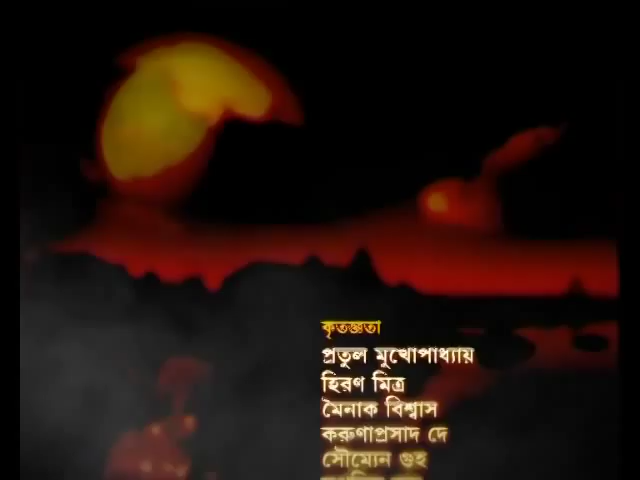 কৃতজ্ঞতা
প্রতুল মুখোপাধ্যায়
হিরণ মিত্র
মৈনাক বিশ্বাস
করুণাপ্রসাদ দে
সৌম্যেন গুহ